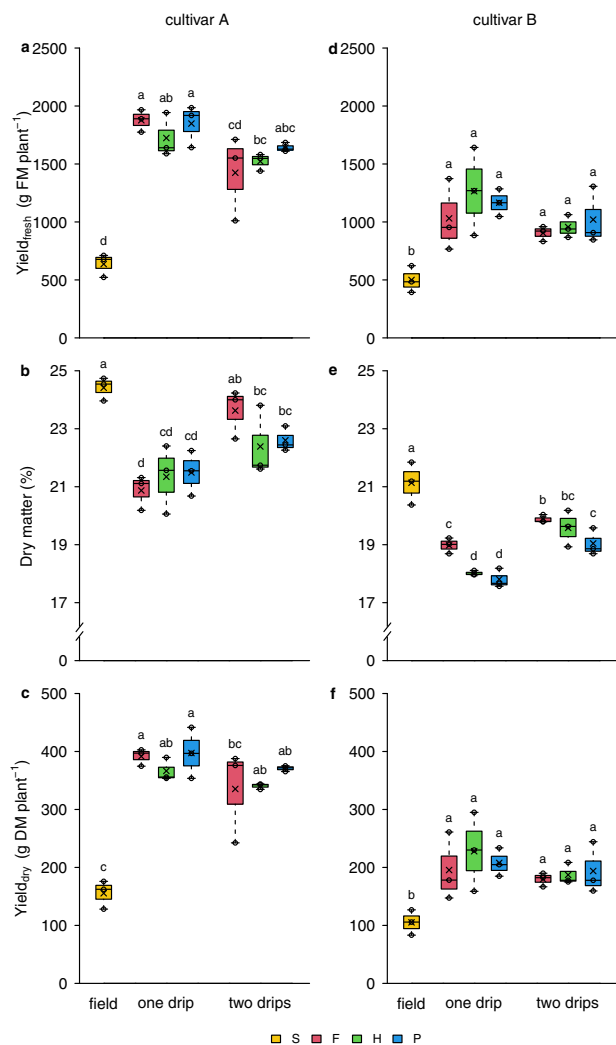 cultivar A
cultivar B
a
Yield_fresh (g FM plant⁻¹)
2500
2000
1500
1000
500
0
d
a
ab
a
cd
bc
abc
d
2500
2000
1500
1000
500
0
b
a
a
a
a
a
a
b
Dry matter (%)
25
23
21
19
17
0
a
d
cd
cd
ab
bc
bc
e
25
23
21
19
17
0
a
c
d
d
b
bc
c
c
Yield_dry (g DM plant⁻¹)
500
400
300
200
100
0
c
a
ab
a
bc
ab
ab
field
one drip
two drips
f
500
400
300
200
100
0
b
a
a
a
a
a
a
field
one drip
two drips
S F H P